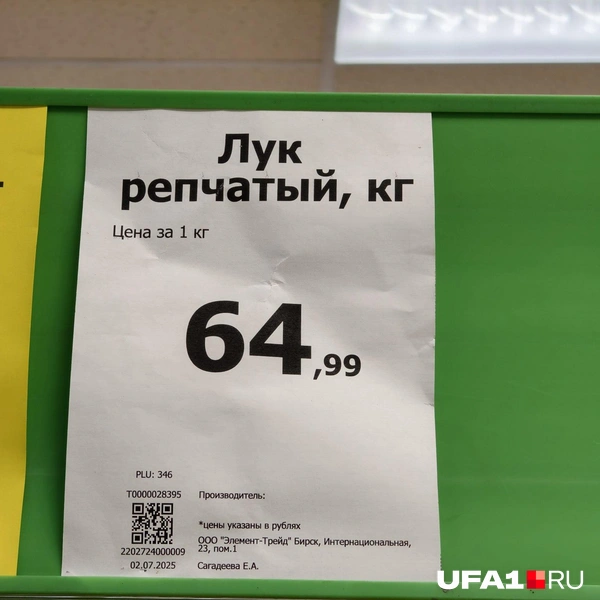 Лук
репчатый, кг
Цена за 1 кг
64,99
PLU: 346
T0000028395
Производитель:
*цены указаны в рублях
ООО "Элемент-Трейд" Бирск, Интернациональная,
23, пом.1
2202724000009
02.07.2025
Сагадеева Е.А.
UFA1.RU